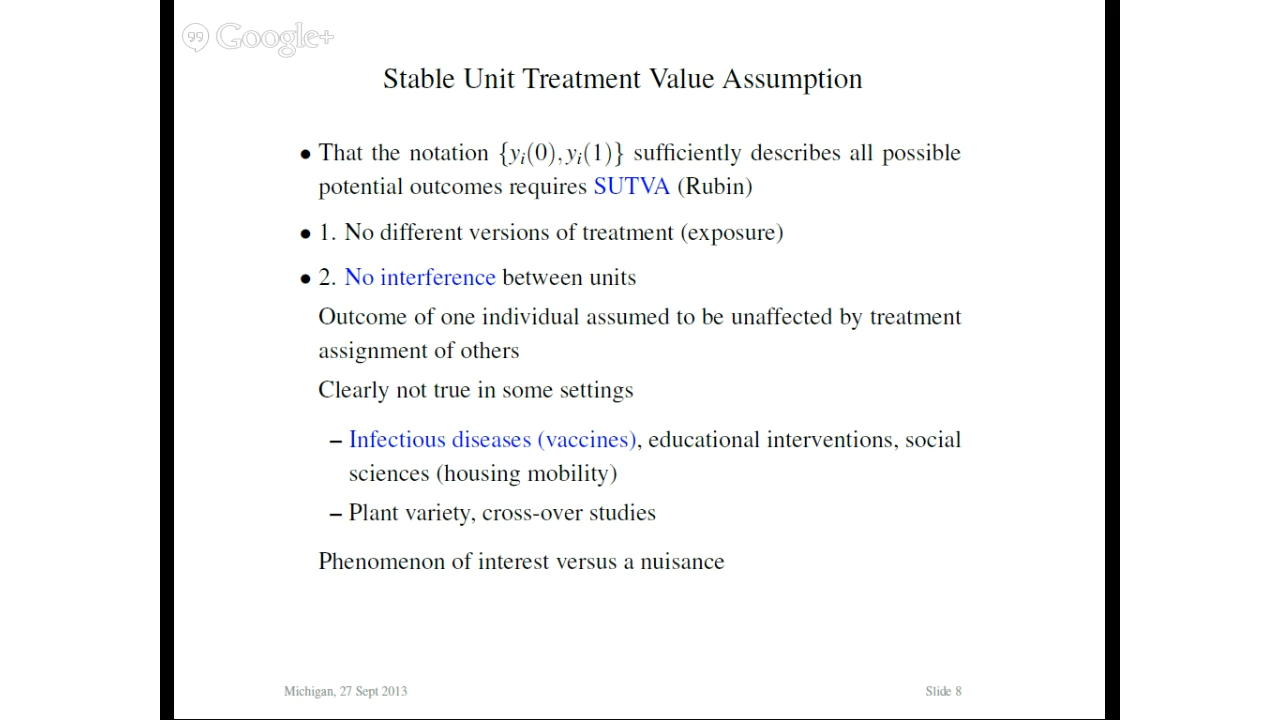 Google+
Stable Unit Treatment Value Assumption
• That the notation {yi(0), yi(1)} sufficiently describes all possible
potential outcomes requires SUTVA (Rubin)
• 1. No different versions of treatment (exposure)
• 2. No interference between units
Outcome of one individual assumed to be unaffected by treatment
assignment of others
Clearly not true in some settings
– Infectious diseases (vaccines), educational interventions, social
sciences (housing mobility)
– Plant variety, cross-over studies
Phenomenon of interest versus a nuisance
Michigan, 27 Sept 2013
Slide 8